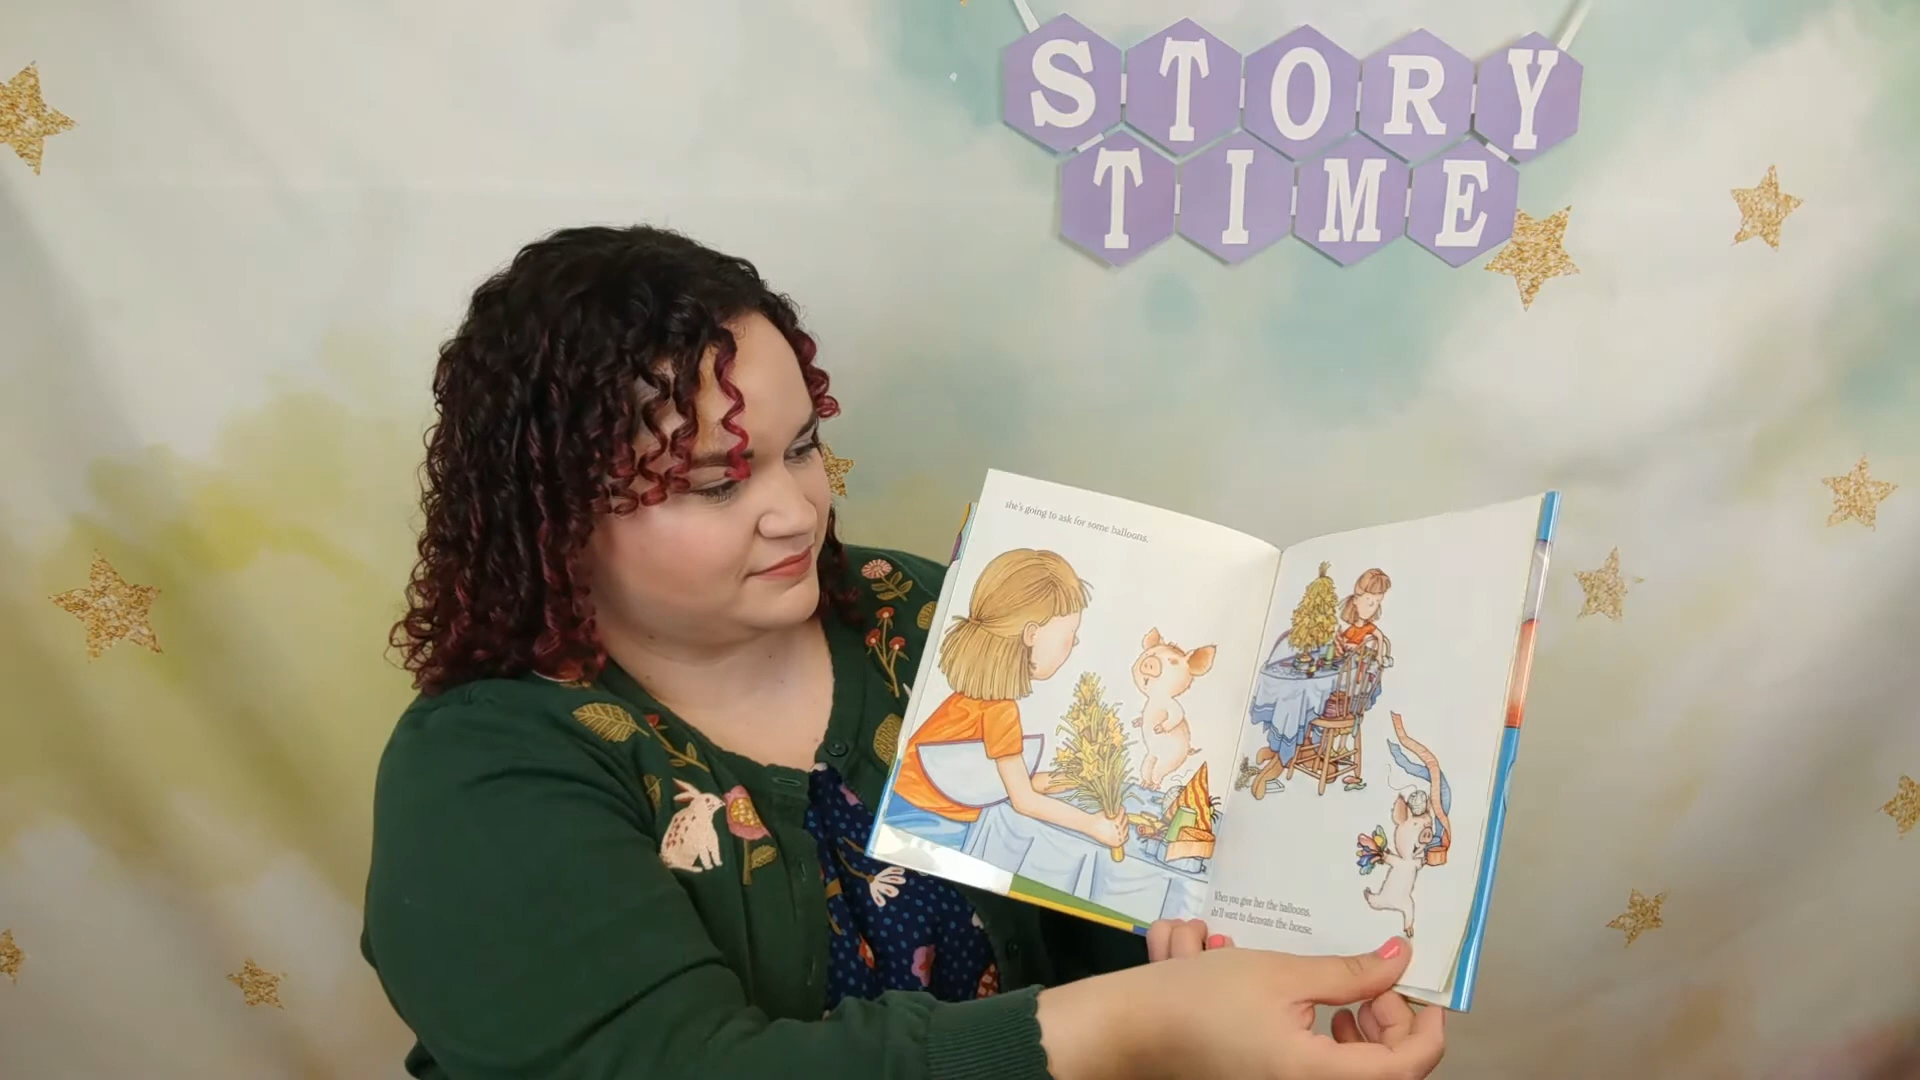 STORY
TIME
she's going to ask for some balloons.
When you give her the balloons,
she'll want to decorate the house.